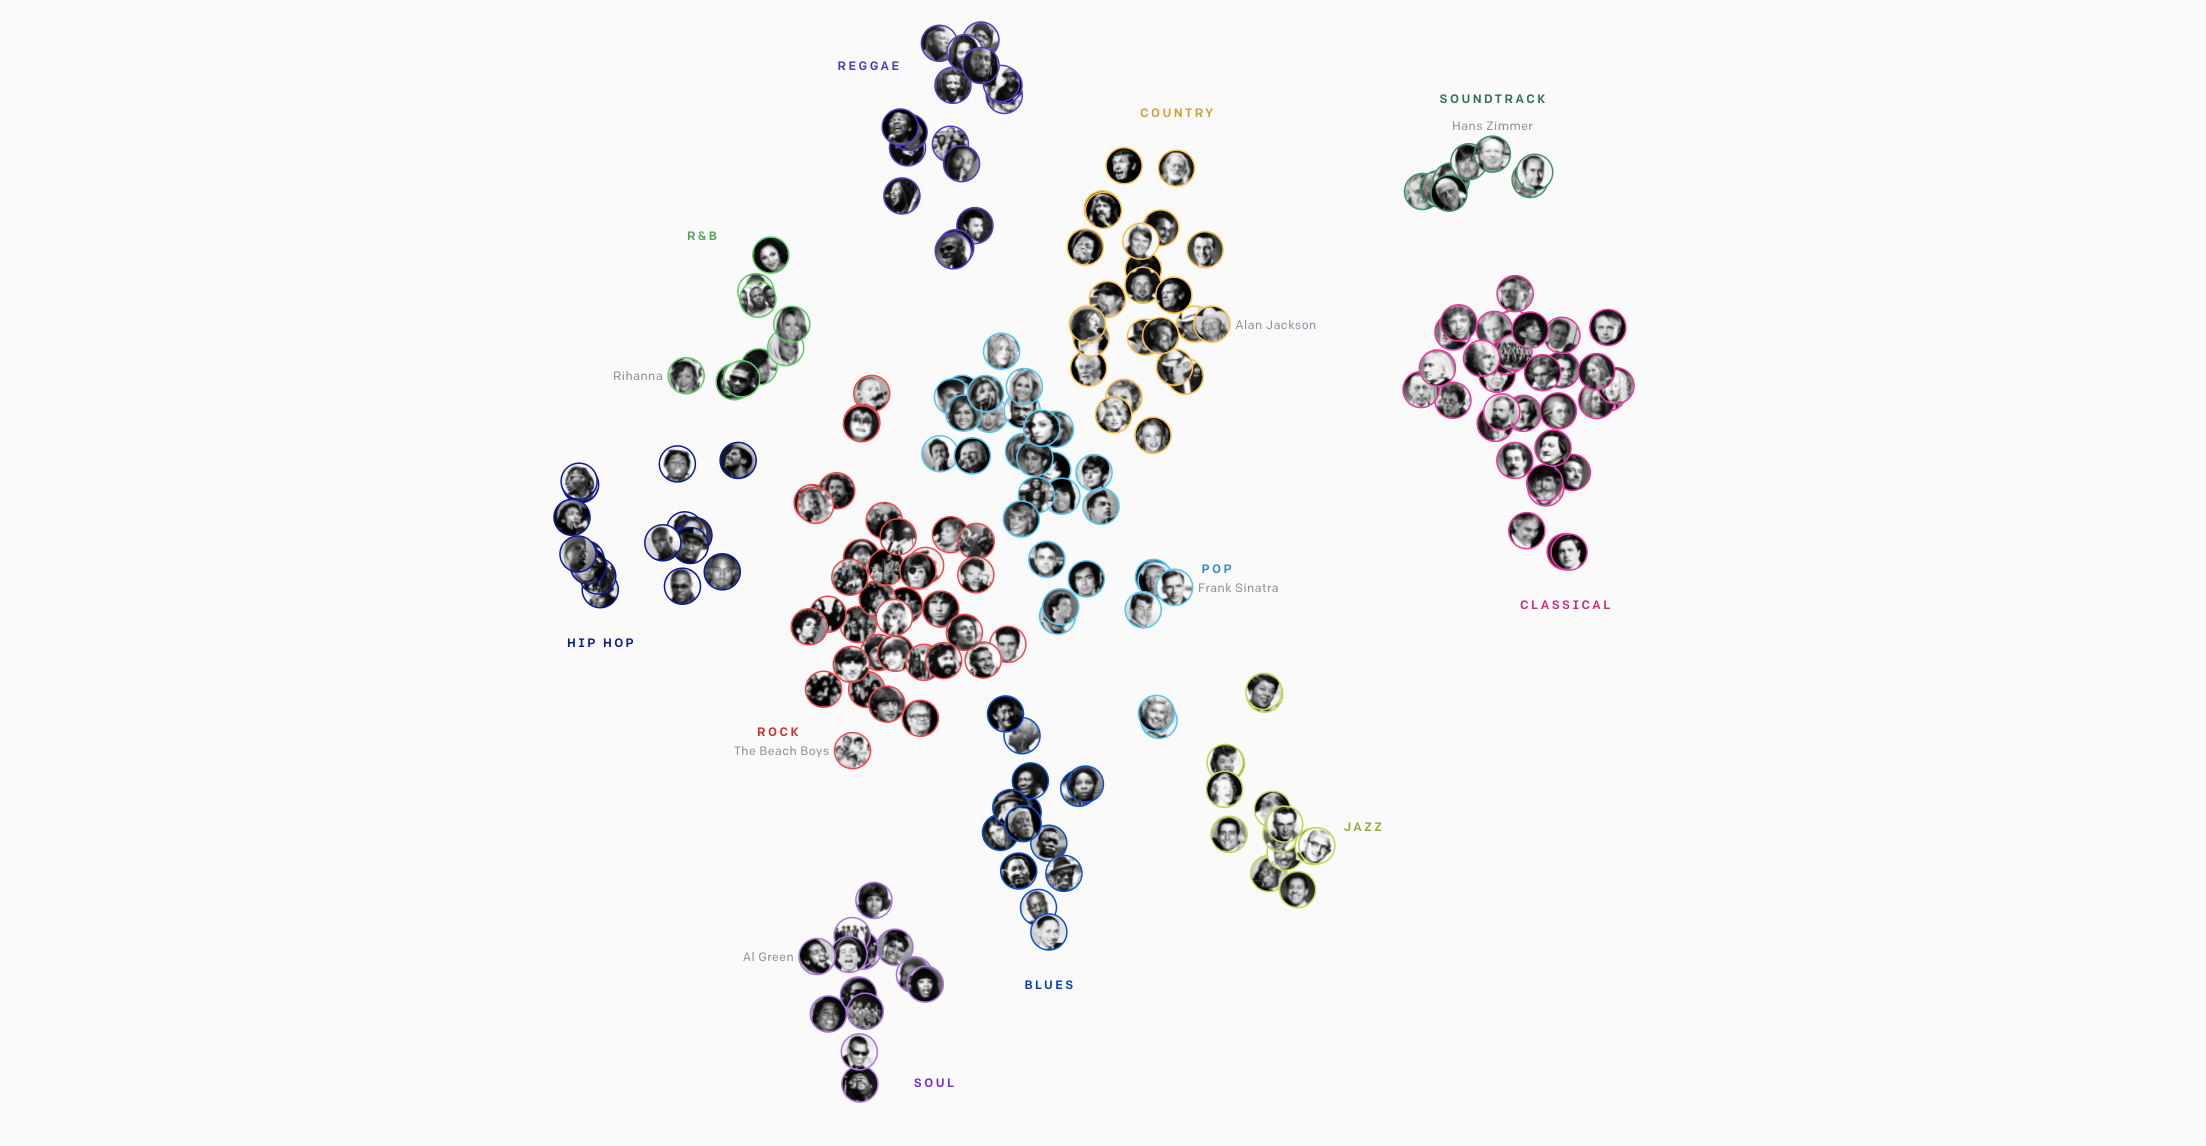 REGGAE
SOUNDTRACK
COUNTRY
Hans Zimmer
R&B
Alan Jackson
Rihanna
POP
Frank Sinatra
CLASSICAL
HIP HOP
ROCK
The Beach Boys
JAZZ
Al Green
BLUES
SOUL